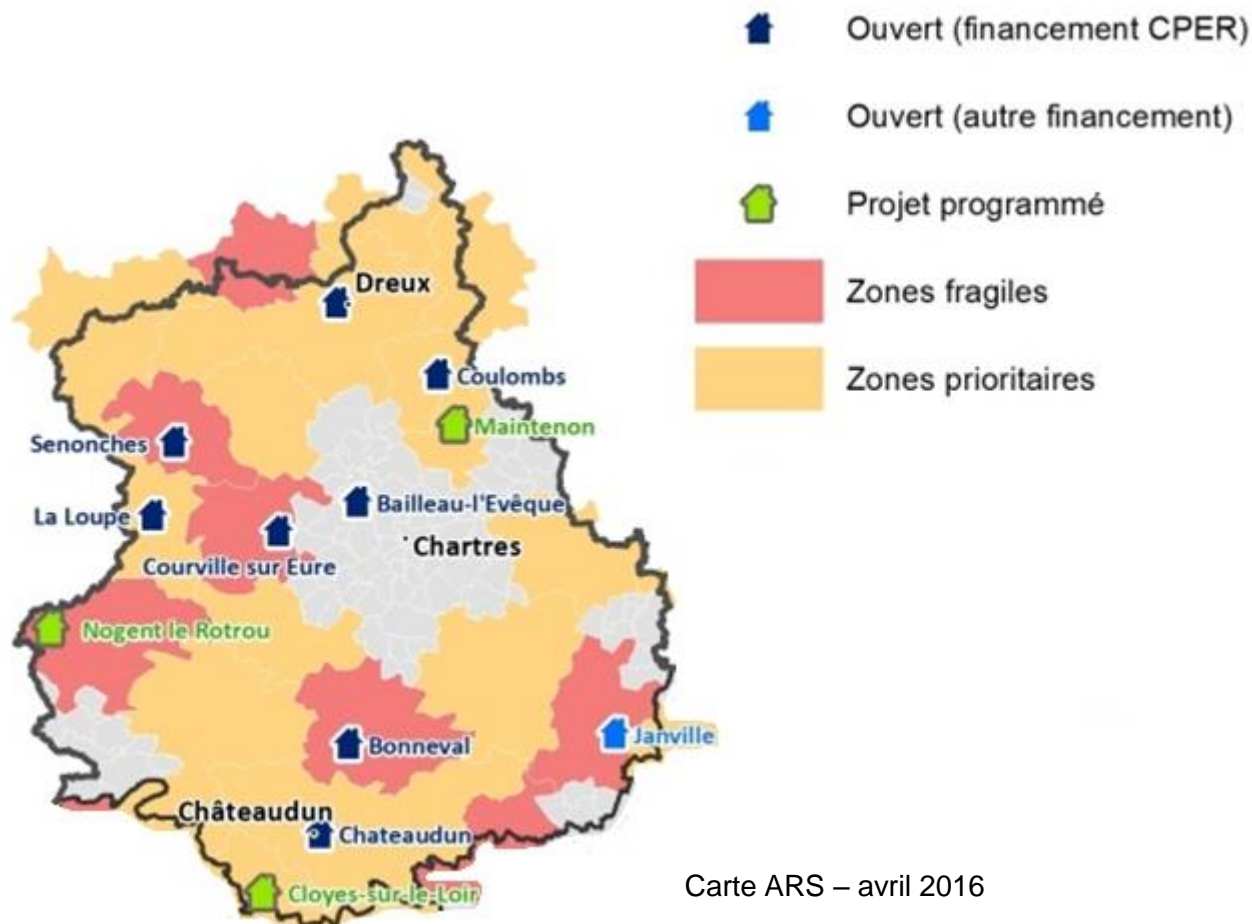 Ouvert (financement CPER)
Ouvert (autre financement)
Projet programmé
Zones fragiles
Zones prioritaires
Dreux
Coulombs
Maintenon
Senonches
Bailleau-l'Evêque
La Loupe
Chartres
Courville sur Eure
Nogent le Rotrou
Janville
Bonneval
Châteaudun
Chateaudun
Cloyes-sur-le-Loir
Carte ARS – avril 2016